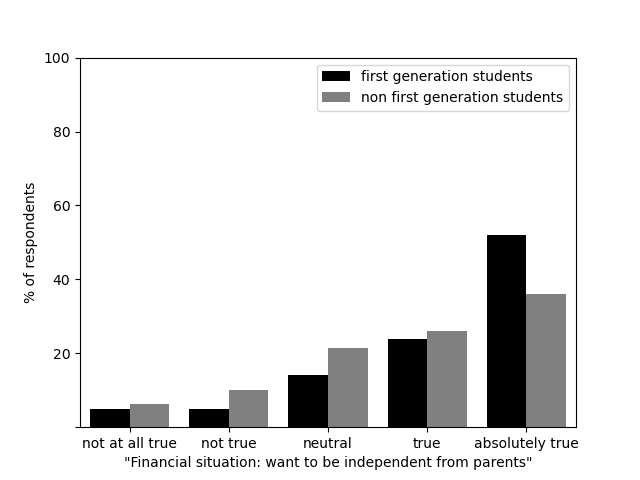 100
80
60
40
20
% of respondents
first generation students
non first generation students
not at all true
not true
neutral
true
absolutely true
"Financial situation: want to be independent from parents"